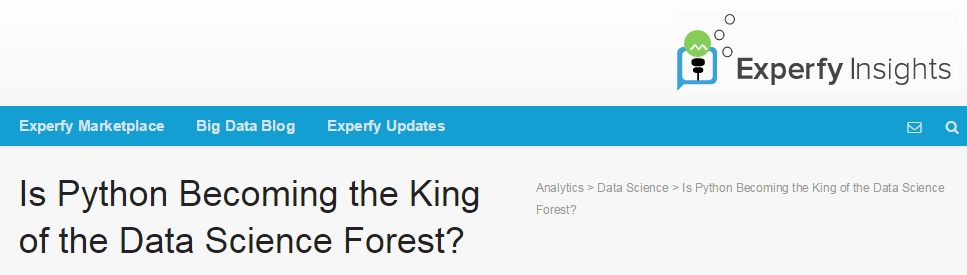 Experfy Insights
Experfy Marketplace Big Data Blog Experfy Updates
Is Python Becoming the King
of the Data Science Forest?
Analytics > Data Science > Is Python Becoming the King of the Data Science
Forest?